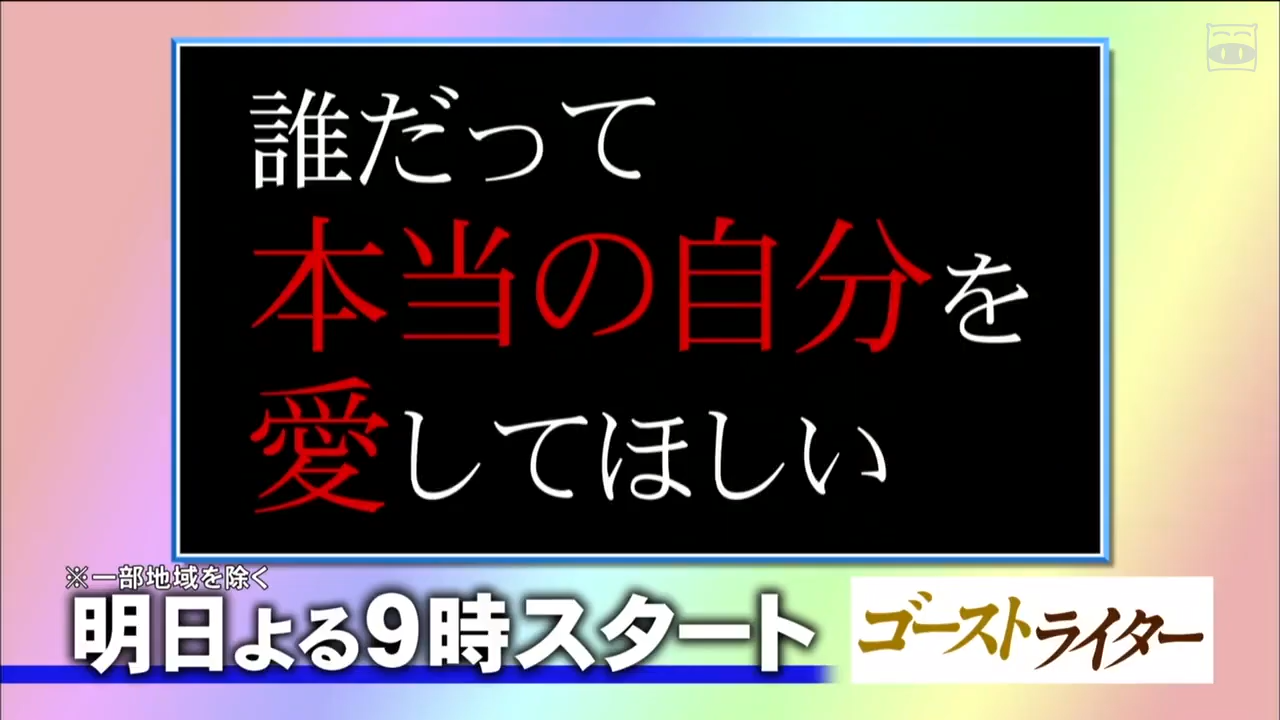 誰だって
本当の自分を
愛してほしい
※一部地域を除く
明日よる9時スタート
ゴーストライター